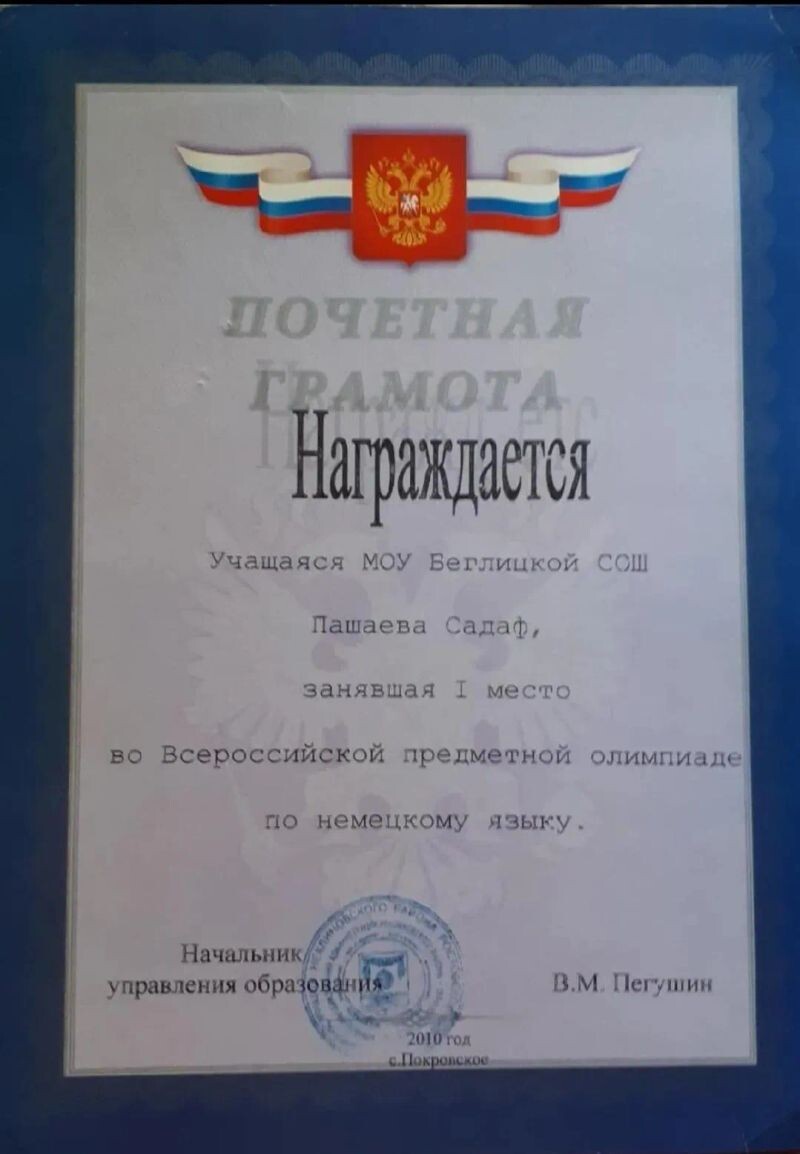 ПОЧЕТНАЯ
ГРАМОТА
Награждается
Учащаяся МОУ Беглицкой СОШ
Пашаева Садаф,
занявшая I место
во Всероссийской предметной олимпиаде
по немецкому языку.
Начальник
управления образования
В.М. Пегушин
2010 год
с.Покровское